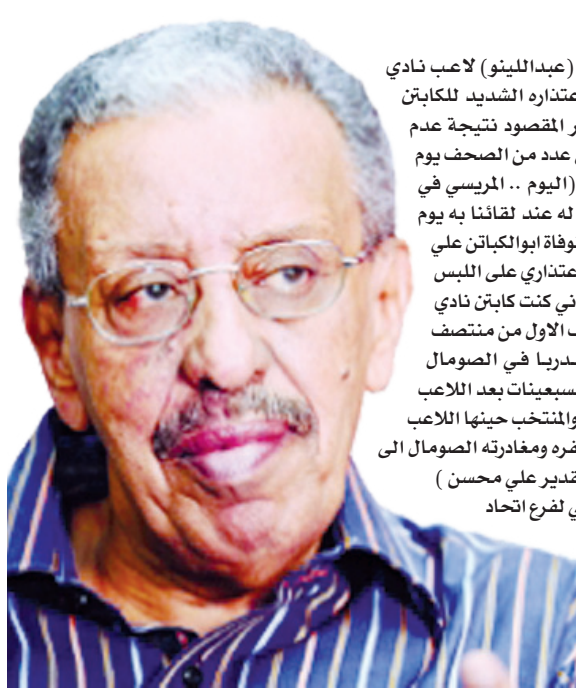 (عبداللينو) لاعب نادي
عتذاره الشديد للكابتن
ر المقصود نتيجة عدم
عدد من الصحف يوم
(اليوم .. المريسي في
له عند لقائنا به يوم
وفاة ابوالكباتن علي
عتذاري على اللبس
ني كنت كابتن نادي
ـ الاول من منتصف
ـدربا في الصومال
سبعينات بعد اللاعب
والمنتخب حينها اللاعب
فره ومغادرته الصومال الى
قدير علي محسن )
ي لفرع اتحاد